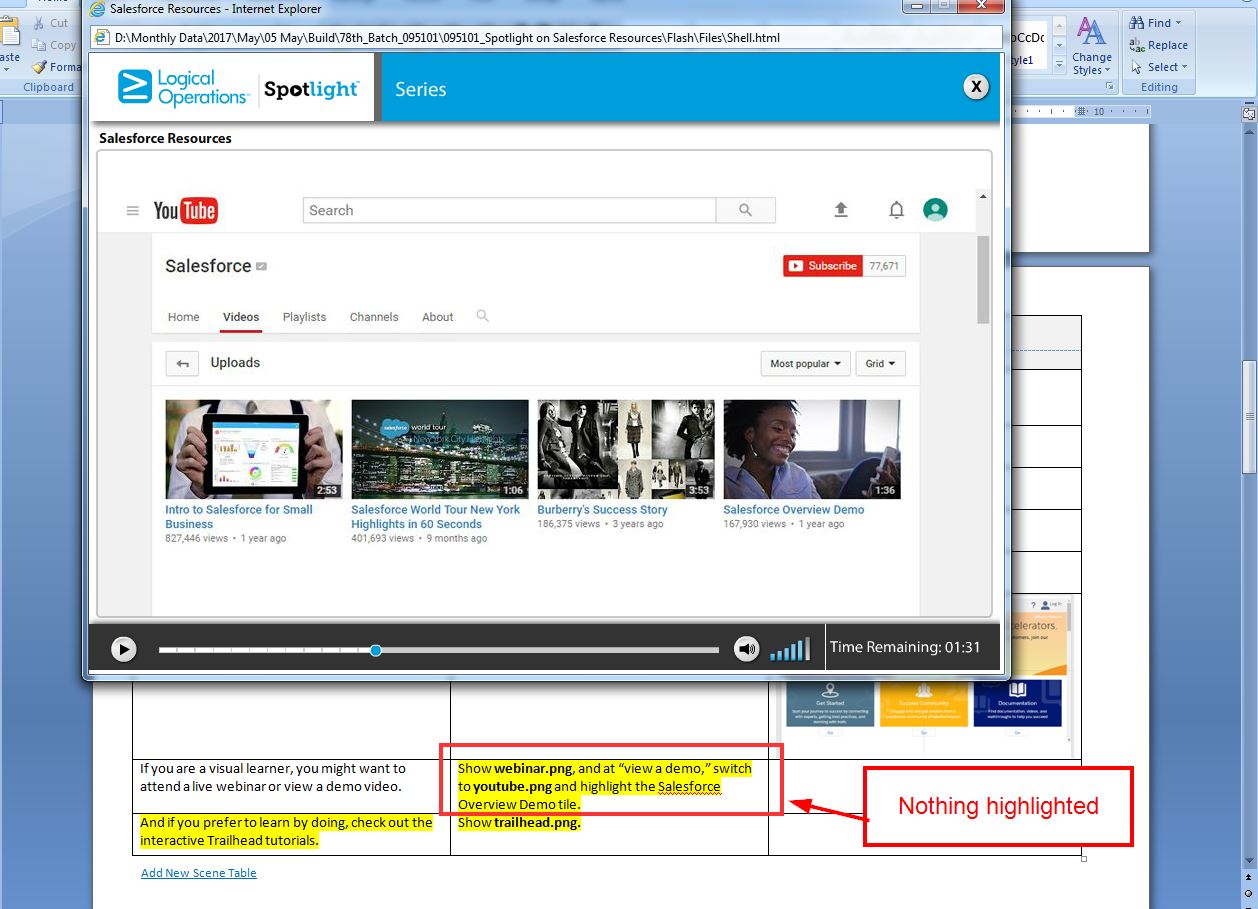 Salesforce Resources - Internet Explorer
Cut
Copy
Forma
Clipboard
D:\Monthly Data\2017\May\05 May\Build\78th_Batch_095101\095101_Spotlight on Salesforce Resources\Flash\Files\Shell.html
Change
Styles
Find
Replace
Select
Editing
10
Logical
Operations
Spotlight
Series
X
Salesforce Resources
YouTube
Search
Salesforce
Subscribe 77,671
Home Videos Playlists Channels About
Uploads
Most popular Grid
2:53 1:06 3:53 1:36
salesforce world tour
New York City Highlights
Intro to Salesforce for Small
Business
827,446 views • 1 year ago
Salesforce World Tour New York
Highlights in 60 Seconds
401,693 views • 9 months ago
Burberry's Success Story
186,375 views • 3 years ago
Salesforce Overview Demo
167,930 views • 1 year ago
Time Remaining: 01:31
? Log In
elerators.
Get Started
Success Community
Documentation
Go Go Go
If you are a visual learner, you might want to
attend a live webinar or view a demo video.
Show webinar.png, and at “view a demo,” switch
to youtube.png and highlight the Salesforce
Overview Demo tile.
And if you prefer to learn by doing, check out the
interactive Trailhead tutorials.
Show trailhead.png.
Nothing highlighted
Add New Scene Table